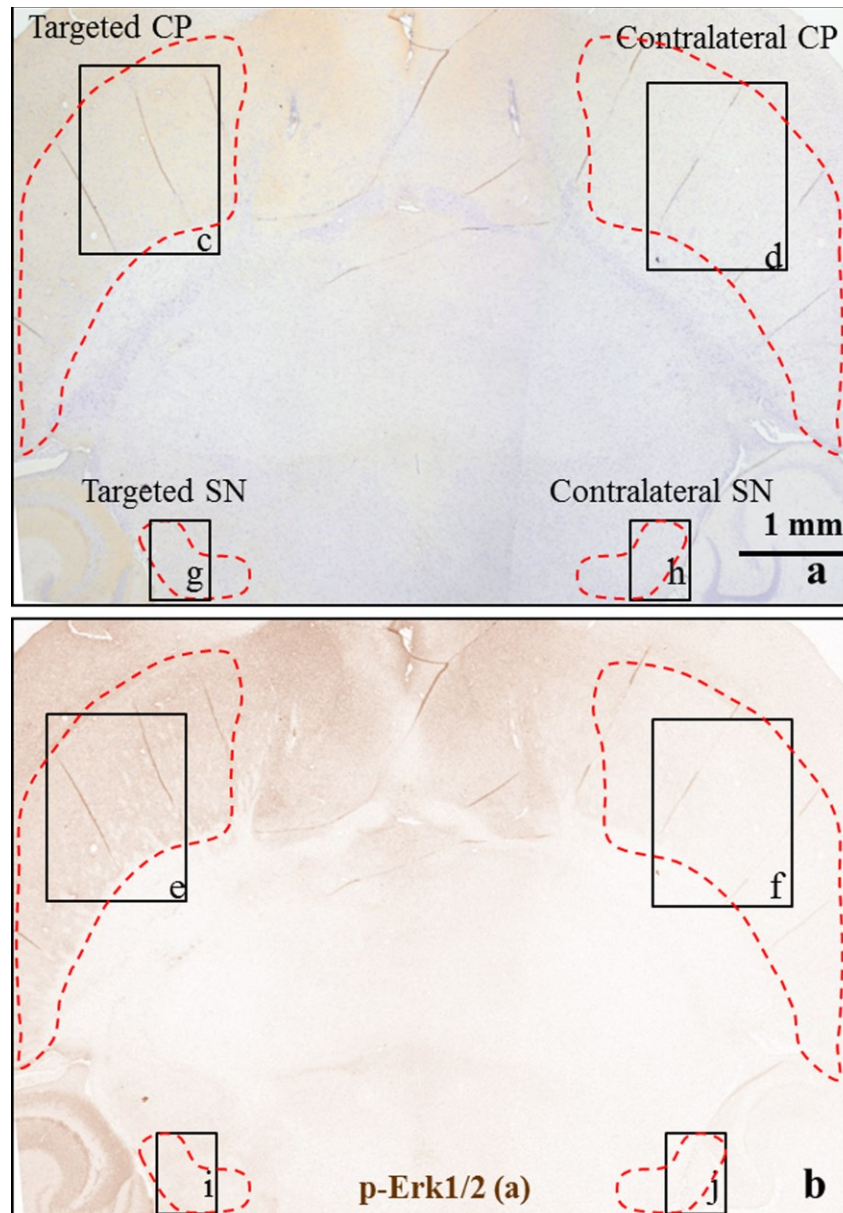 Targeted CP
Contralateral CP
c
d
Targeted SN
Contralateral SN
1 mm
g
h
a
e
f
i
p-Erk1/2 (a)
j
b